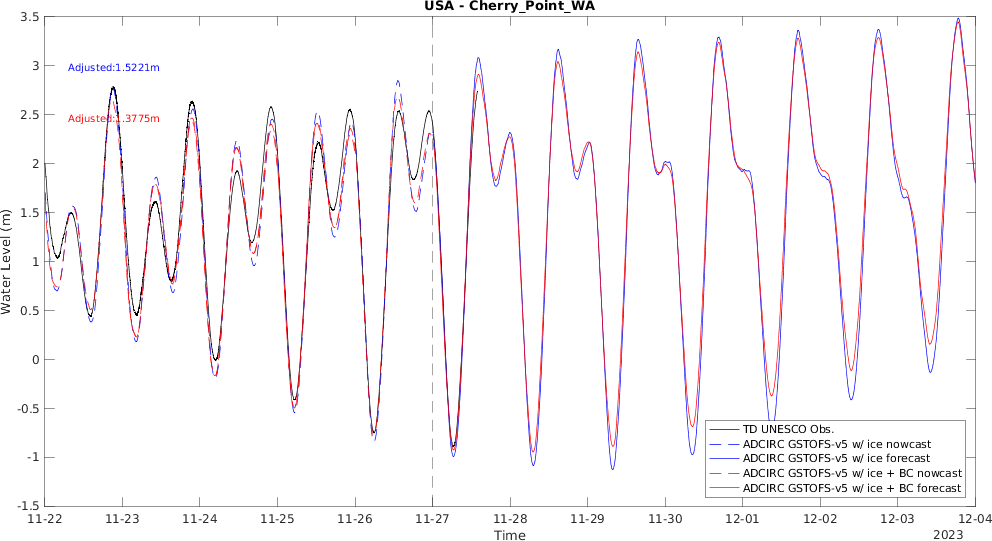 USA - Cherry_Point_WA
3.5
3
2.5
2
1.5
1
0.5
0
-0.5
-1
-1.5
Water Level (m)
Adjusted:1.5221m
Adjusted:1.3775m
TD UNESCO Obs.
ADCIRC GSTOFS-v5 w/ ice nowcast
ADCIRC GSTOFS-v5 w/ ice forecast
ADCIRC GSTOFS-v5 w/ ice + BC nowcast
ADCIRC GSTOFS-v5 w/ ice + BC forecast
11-22 11-23 11-24 11-25 11-26 11-27 11-28 11-29 11-30 12-01 12-02 12-03 12-04
Time
2023